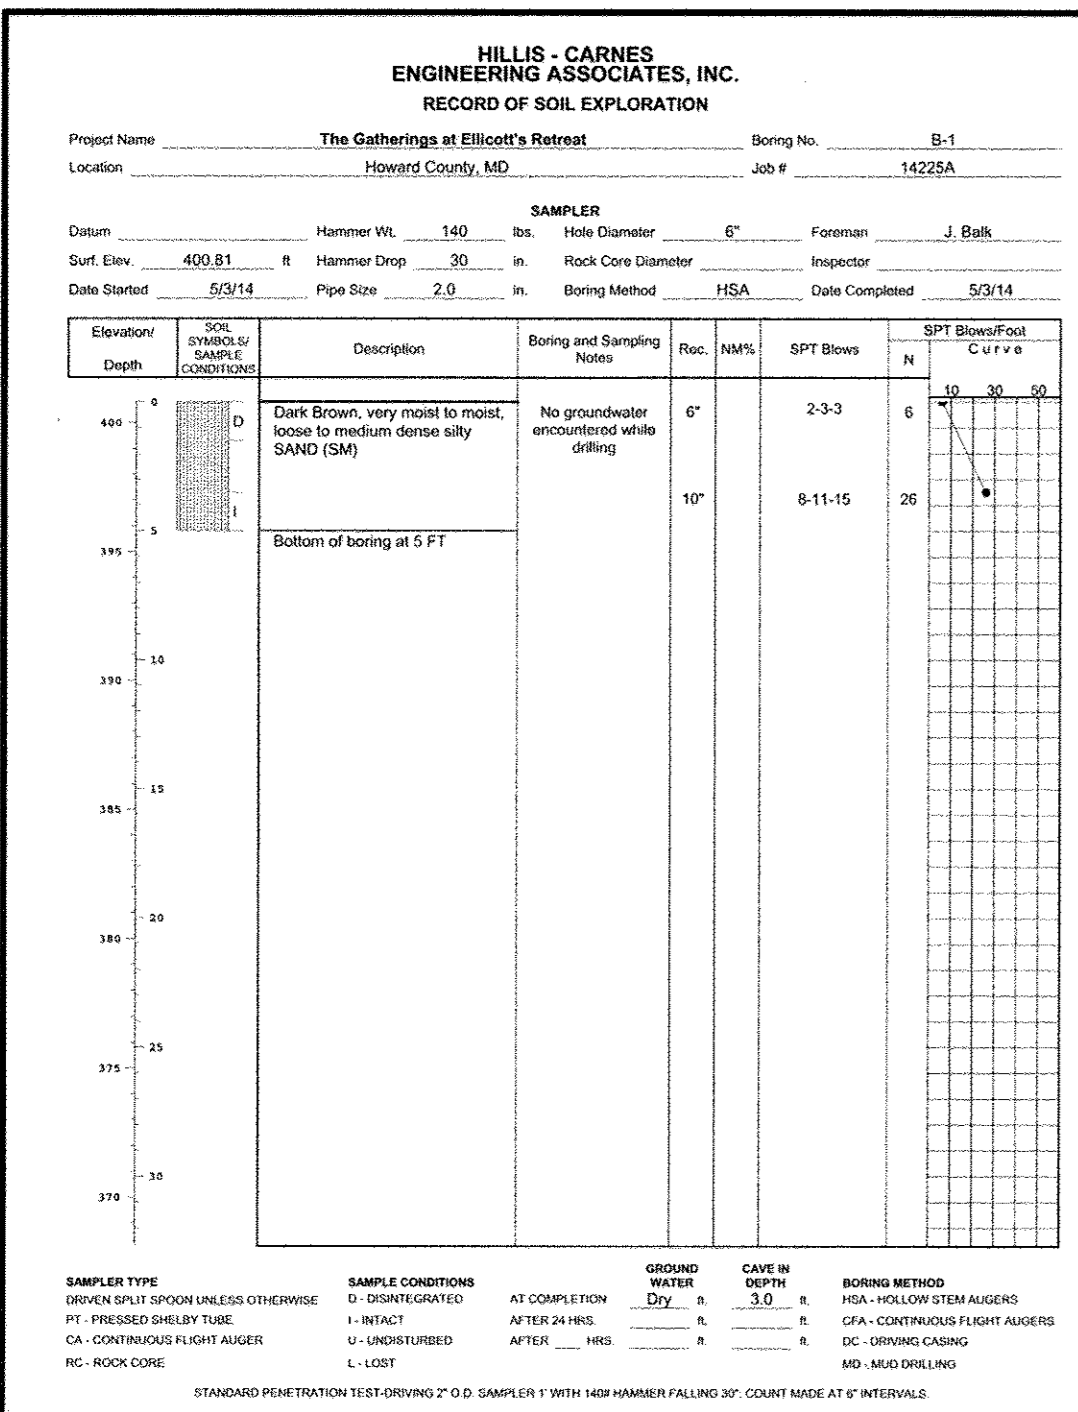 HILLIS - CARNES
ENGINEERING ASSOCIATES, INC.
RECORD OF SOIL EXPLORATION
Project Name The Gatherings at Ellicott's Retreat Boring No. B-1
Location Howard County, MD Job # 14225A
SAMPLER
Datum Hammer Wt. 140 lbs. Hole Diameter 6" Foreman J. Balk
Surf. Elev. 400.81 ft Hammer Drop 30 in. Rock Core Diameter Inspector
Date Started 5/3/14 Pipe Size 2.0 in. Boring Method HSA Date Completed 5/3/14
Elevation/ Depth
SOIL SYMBOLS/ SAMPLE CONDITIONS
Description
Boring and Sampling Notes
Rec. NM% SPT Blows
SPT Blows/Foot
N Curve
10 30 50
0
400 D Dark Brown, very moist to moist, No groundwater 6" 2-3-3 6
loose to medium dense silty encountered while
SAND (SM) drilling
I 10" 8-11-15 26
5
Bottom of boring at 5 FT
395
10
390
15
385
20
380
25
375
30
370
SAMPLER TYPE SAMPLE CONDITIONS GROUND WATER CAVE IN DEPTH BORING METHOD
DRIVEN SPLIT SPOON UNLESS OTHERWISE D - DISINTEGRATED AT COMPLETION Dry ft. 3.0 ft. HSA - HOLLOW STEM AUGERS
PT - PRESSED SHELBY TUBE I - INTACT AFTER 24 HRS. ft. ft. CFA - CONTINUOUS FLIGHT AUGERS
CA - CONTINUOUS FLIGHT AUGER U - UNDISTURBED AFTER ____ HRS. ft. ft. DC - DRIVING CASING
RC - ROCK CORE L - LOST MD - MUD DRILLING
STANDARD PENETRATION TEST-DRIVING 2" O.D. SAMPLER 1' WITH 140# HAMMER FALLING 30"; COUNT MADE AT 6" INTERVALS.